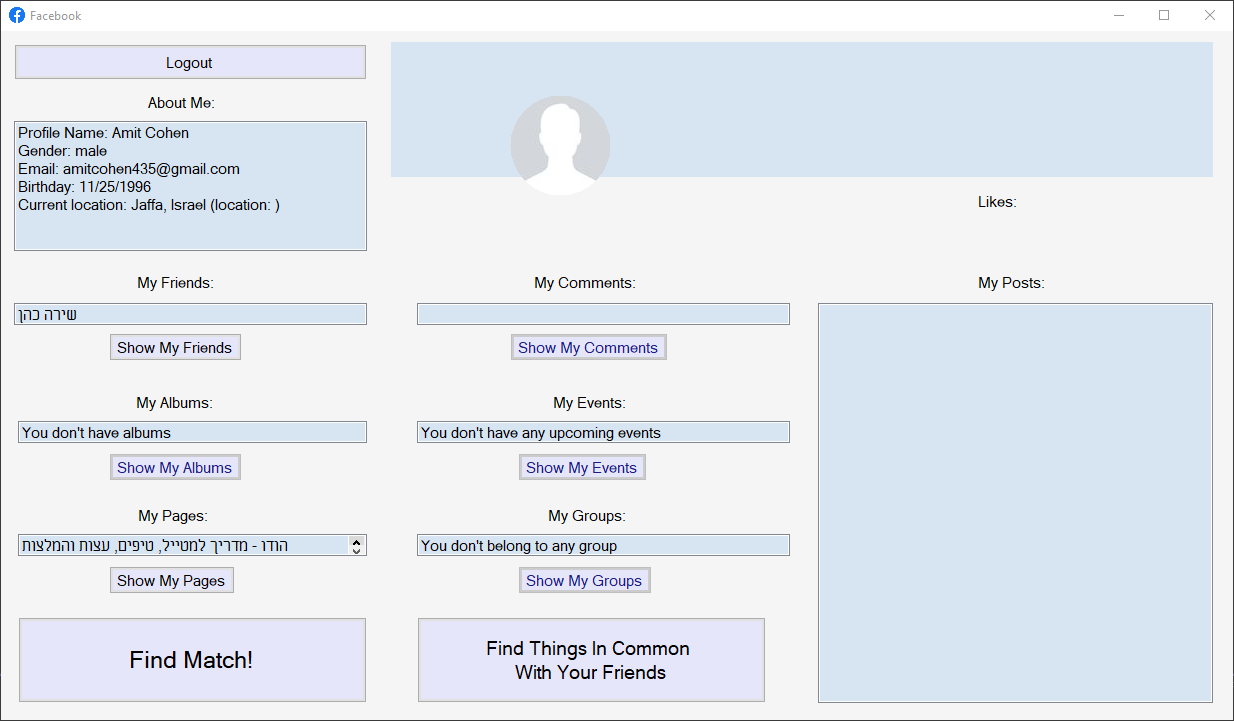 Facebook
Logout
About Me:
Profile Name: Amit Cohen
Gender: male
Email: amitcohen435@gmail.com
Birthday: 11/25/1996
Current location: Jaffa, Israel (location: )
Likes:
My Friends:
שירה כהן
Show My Friends
My Comments:
Show My Comments
My Posts:
My Albums:
You don't have albums
Show My Albums
My Events:
You don't have any upcoming events
Show My Events
My Pages:
הודו - מדריך למטייל, טיפים, עצות והמלצות
Show My Pages
My Groups:
You don't belong to any group
Show My Groups
Find Match!
Find Things In Common
With Your Friends